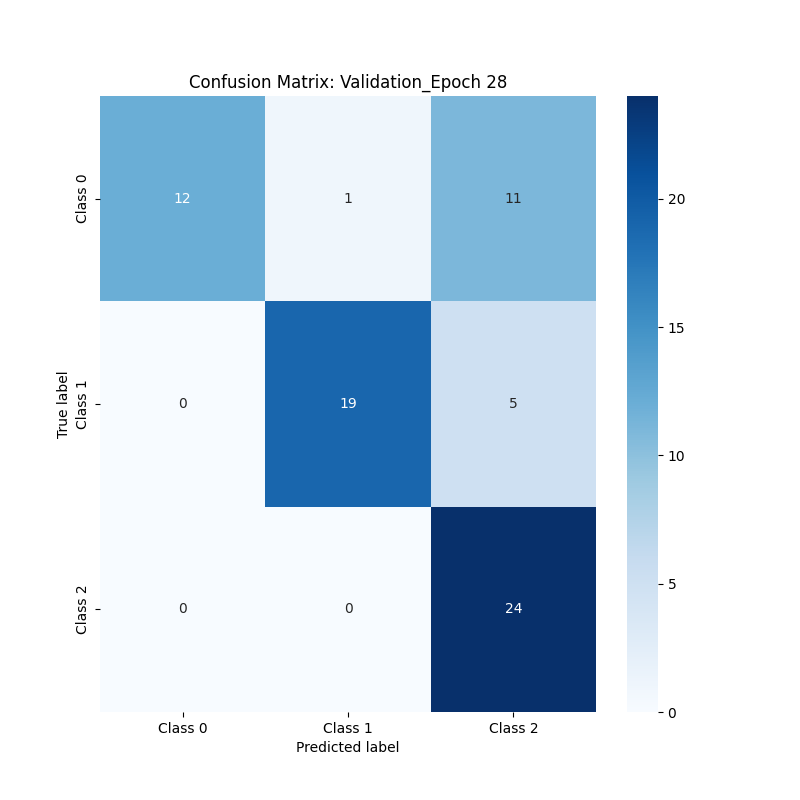 Confusion Matrix: Validation_Epoch 28
Class 0
12
1
11
Class 1
0
19
5
Class 2
0
0
24
True label
Class 0
Class 1
Class 2
Predicted label
20
15
10
5
0